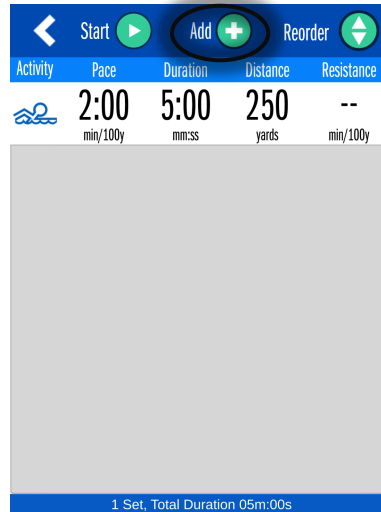 Start Add Reorder
Activity Pace Duration Distance Resistance
2:00 5:00 250 --
min/100y mm:ss yards min/100y
1 Set, Total Duration 05m:00s